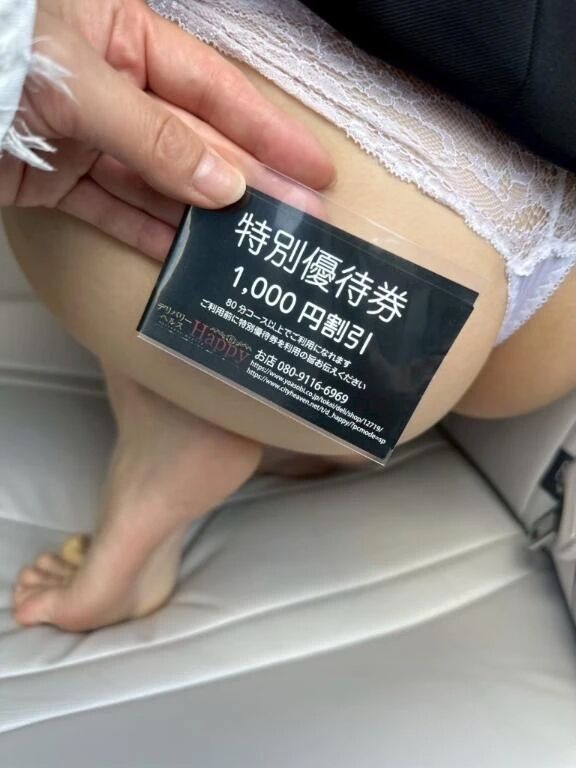 特別優待券
1,000 円割引
80 分コース以上でご利用になれます
ご利用前に特別優待券を利用の旨お伝えください
デリバリー
ヘルス
Happy
お店 080-9116-6969
https://www.yoasobi.co.jp/tokai/deli/shop/12719/
https://www.cityheaven.net/t/d_happy/?pcmode=sp